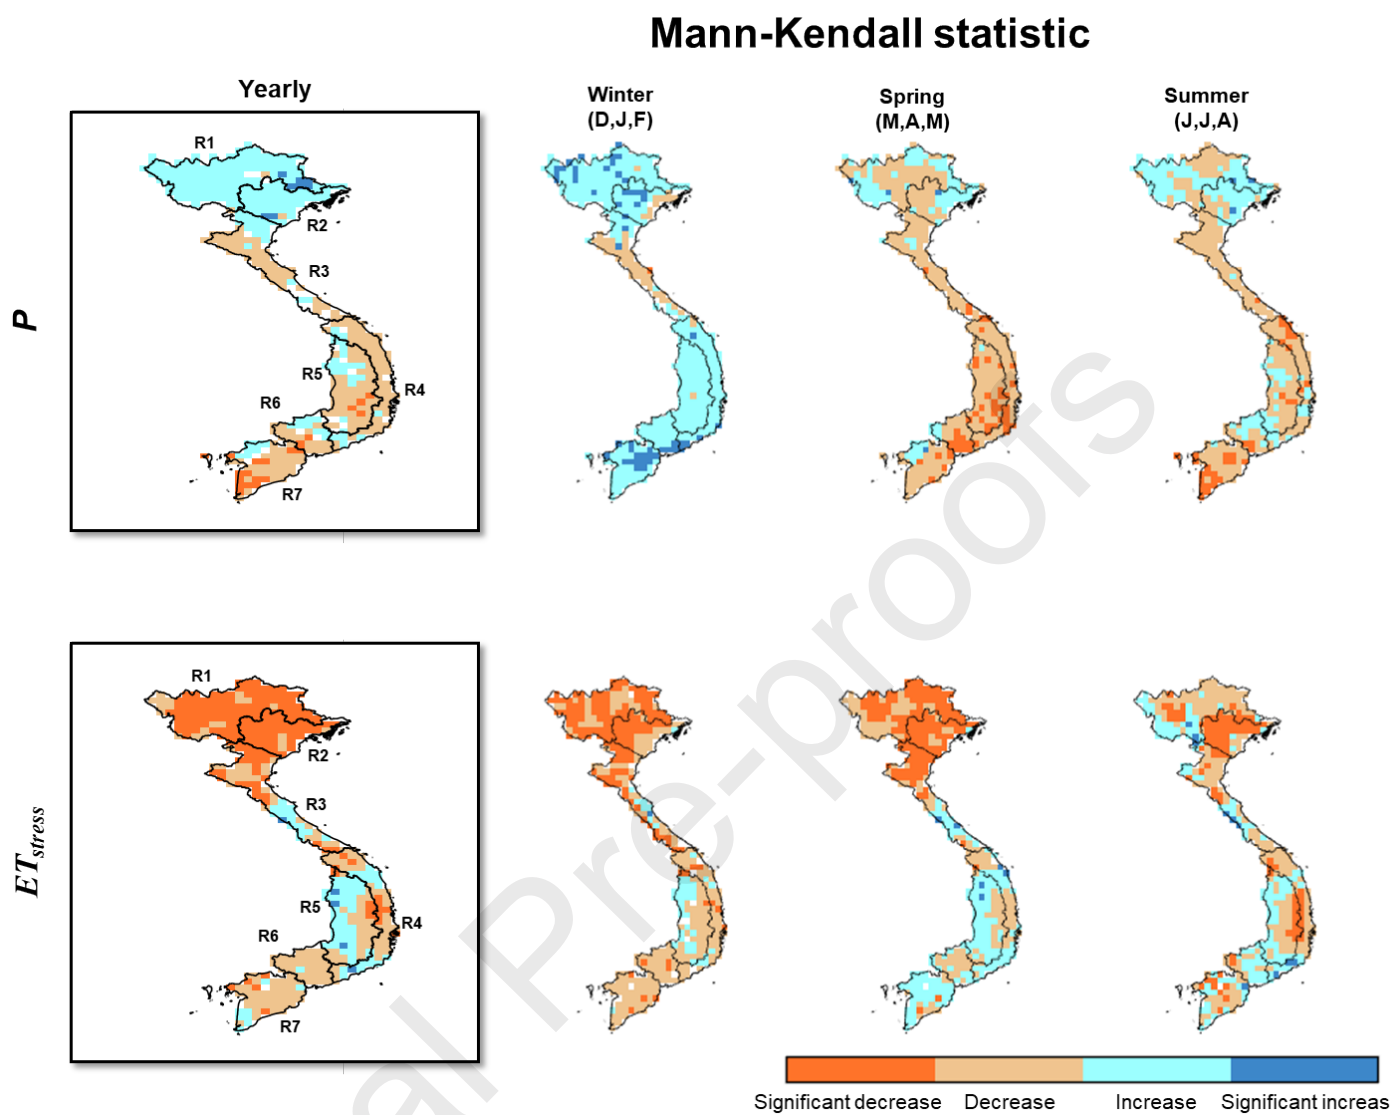 Mann-Kendall statistic
Yearly
Winter
(D,J,F)
Spring
(M,A,M)
Summer
(J,J,A)
P
R1
R2
R3
R4
R5
R6
R7
ETstress
R1
R2
R3
R4
R5
R6
R7
al Pre-proofs
Significant decrease Decrease Increase Significant increas